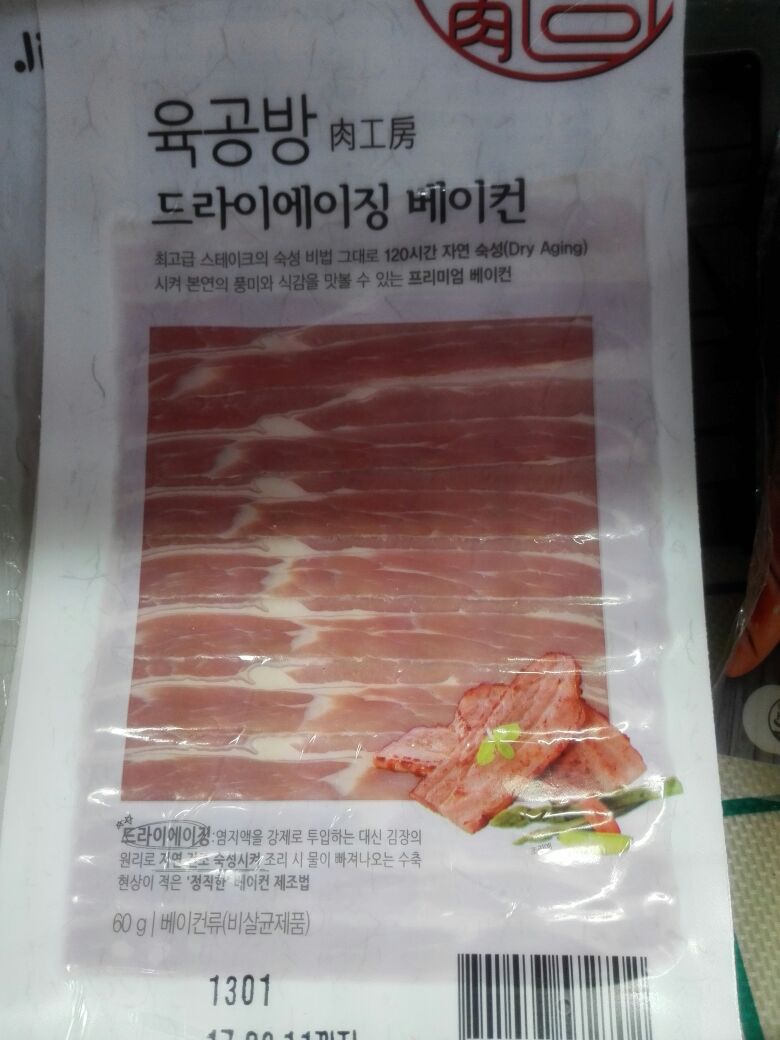 肉
육공방 肉工房
드라이에이징 베이컨
최고급 스테이크의 숙성 비법 그대로 120시간 자연 숙성(Dry Aging)
시켜 본연의 풍미와 식감을 맛볼 수 있는 프리미엄 베이컨
드라이에이징:염지액을 강제로 투입하는 대신 김장의
원리로 자연 건조 숙성시켜 조리 시 물이 빠져나오는 수축
현상이 적은 '정직한' 베이컨 제조법
조리예
60 g | 베이컨류(비살균제품)
1301